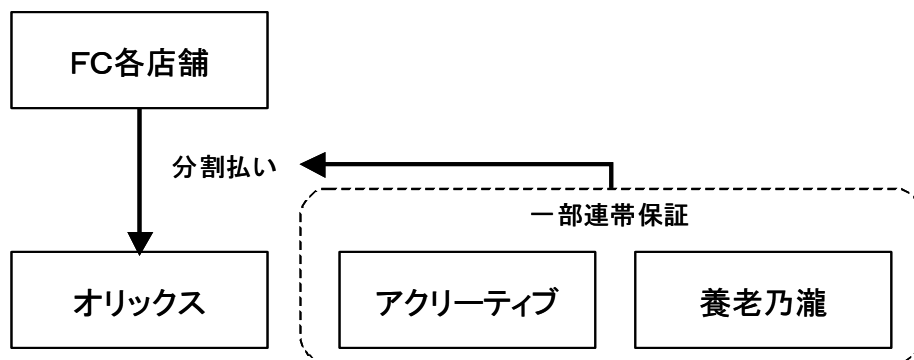 FC各店舗
分割払い
一部連帯保証
オリックス
アクリーティブ
養老乃瀧